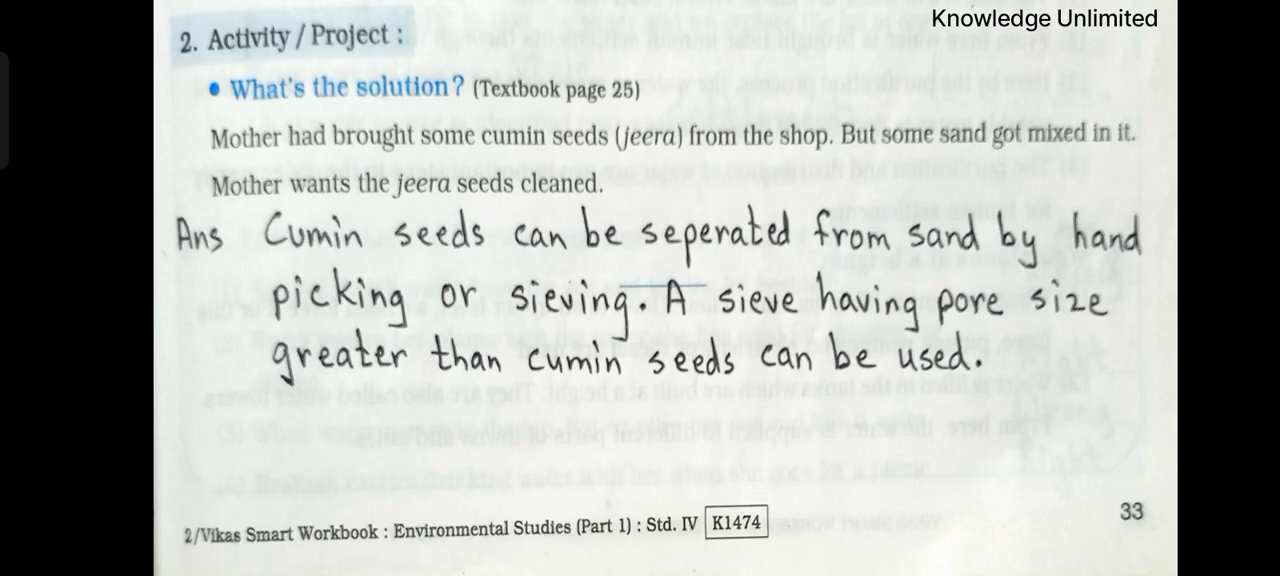 Knowledge Unlimited
2. Activity / Project :
• What's the solution? (Textbook page 25)
Mother had brought some cumin seeds (jeera) from the shop. But some sand got mixed in it.
Mother wants the jeera seeds cleaned.
Ans Cumin seeds can be seperated from sand by hand
picking or sieving A sieve having pore size
greater than cumin seeds can be used.
2/Vikas Smart Workbook : Environmental Studies (Part 1) : Std. IV K1474
33